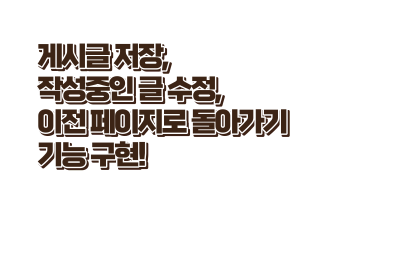 게시글 저장,
작성중인 글 수정,
이전 페이지로 돌아가기
기능 구현!